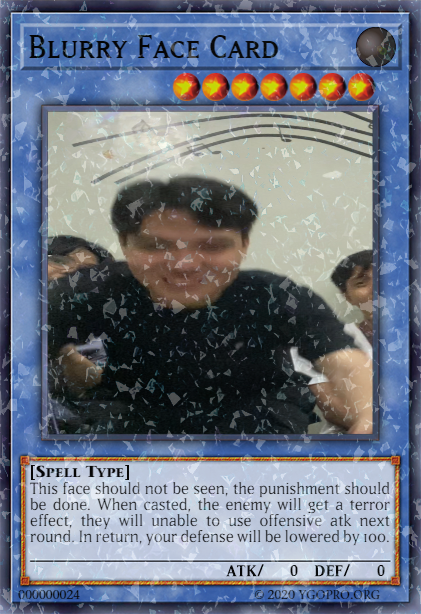 Blurry Face Card
[Spell Type]
This face should not be seen, the punishment should
be done. When casted, the enemy will get a terror
effect, they will unable to use offensive atk next
round. In return, your defense will be lowered by 100.
ATK/ 0 DEF/ 0
000000024 © 2020 YGOPRO.ORG